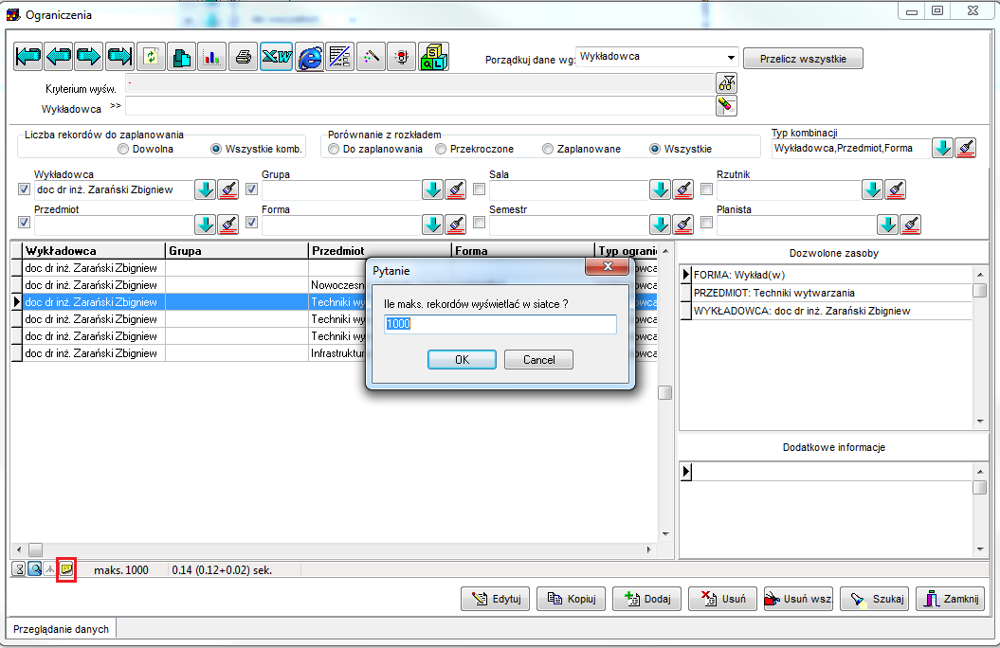 Ograniczenia
Porządkuj dane wg: Wykładowca Przelicz wszystkie
Kryterium wyśw. -
Wykładowca >>
Liczba rekordów do zaplanowania Porównanie z rozkładem Typ kombinacji
Dowolna Wszystkie komb. Do zaplanowania Przekroczone Zaplanowane Wszystkie Wykładowca,Przedmiot,Forma
Wykładowca Grupa Sala Rzutnik
doc dr inż. Zarański Zbigniew
Przedmiot Forma Semestr Planista
Wykładowca Grupa Przedmiot Forma Typ ograni
doc dr inż. Zarański Zbigniew
doc dr inż. Zarański Zbigniew Nowoczesn
doc dr inż. Zarański Zbigniew Techniki wy
doc dr inż. Zarański Zbigniew Techniki wy
doc dr inż. Zarański Zbigniew Techniki wy
doc dr inż. Zarański Zbigniew Infrastruktur
Pytanie
Ile maks. rekordów wyświetlać w siatce ?
1000
OK Cancel
Dozwolone zasoby
FORMA: Wykład(w)
PRZEDMIOT: Techniki wytwarzania
WYKŁADOWCA: doc dr inż. Zarański Zbigniew
Dodatkowe informacje
maks. 1000 0.14 (0.12+0.02) sek.
Edytuj Kopiuj Dodaj Usuń Usuń wsz. Szukaj Zamknij
Przeglądanie danych